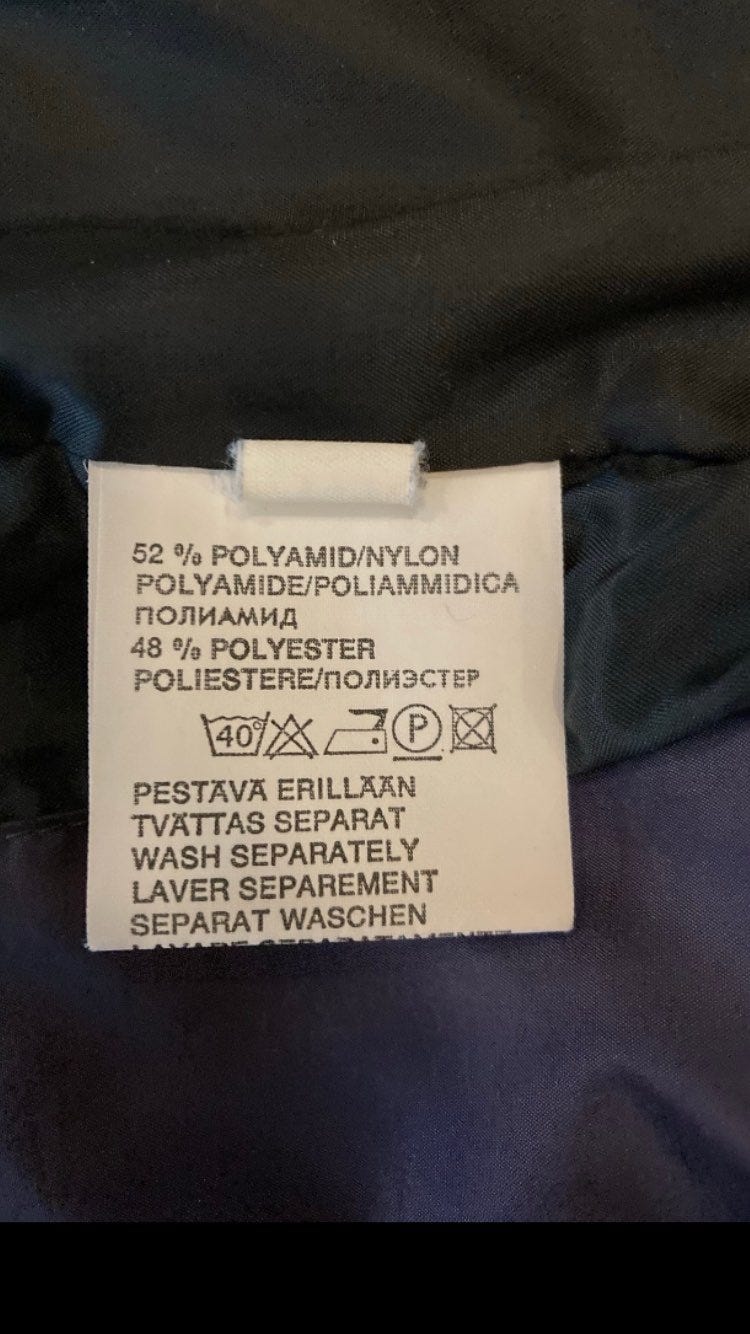 52 % POLYAMID/NYLON
POLYAMIDE/POLIAMMIDICA
ПОЛИАМИД
48 % POLYESTER
POLIESTERE/ПОЛИЭСТЕР
40° P
PESTÄVÄ ERILLÄÄN
TVÄTTAS SEPARAT
WASH SEPARATELY
LAVER SEPAREMENT
SEPARAT WASCHEN